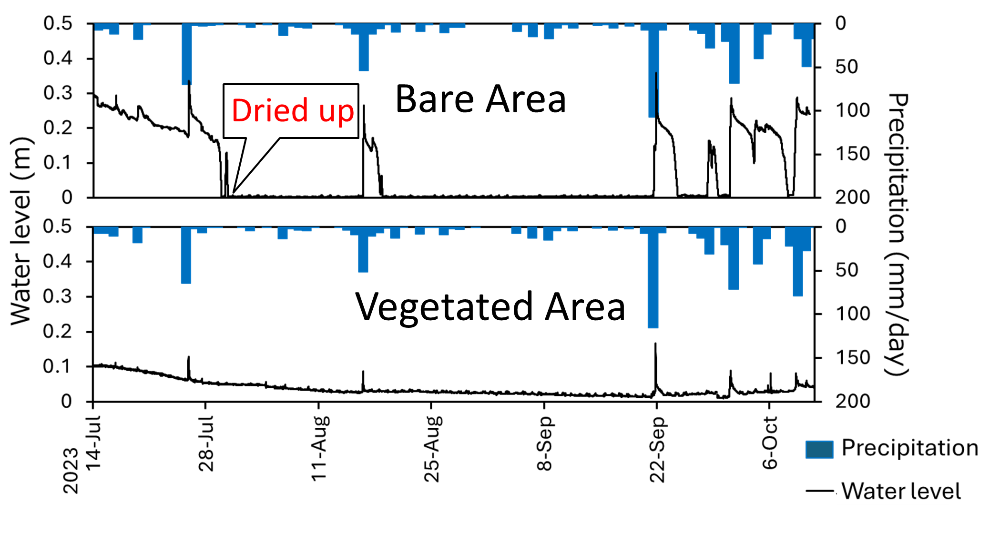 0.5
0.4
0.3
0.2
0.1
0
0
50
100
150
200
Dried up
Bare Area
Water level (m)
Precipitation (mm/day)
0.5
0.4
0.3
0.2
0.1
0
0
50
100
150
200
Vegetated Area
2023
14-Jul
28-Jul
11-Aug
25-Aug
8-Sep
22-Sep
6-Oct
Precipitation
Water level